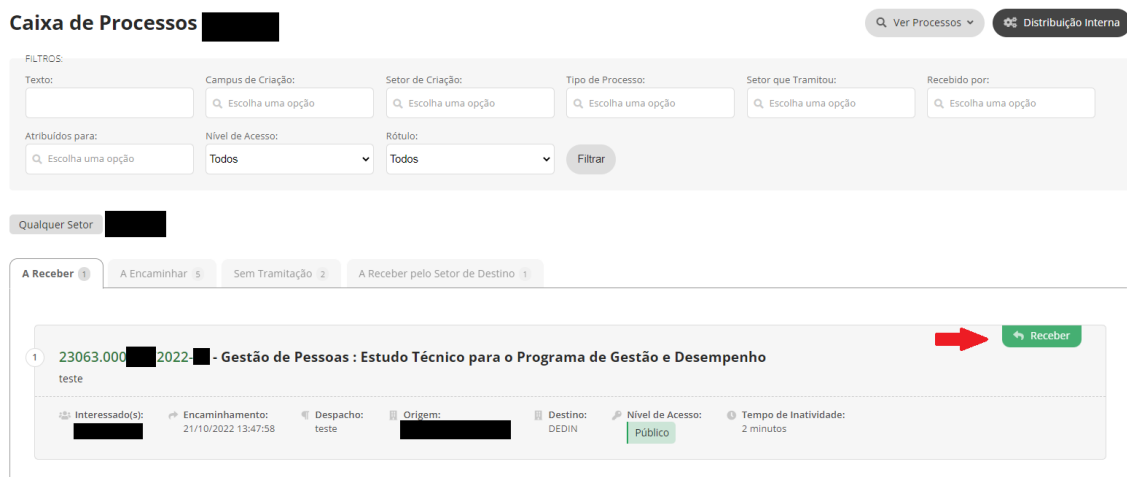 Caixa de Processos
Ver Processos
Distribuição Interna
FILTROS:
Texto: Campus de Criação: Setor de Criação: Tipo de Processo: Setor que Tramitou: Recebido por:
Escolha uma opção Escolha uma opção Escolha uma opção Escolha uma opção Escolha uma opção
Atribuídos para: Nível de Acesso: Rótulo:
Escolha uma opção Todos Todos Filtrar
Qualquer Setor
A Receber 1 A Encaminhar 5 Sem Tramitação 2 A Receber pelo Setor de Destino 1
Receber
1 23063.000 2022- - Gestão de Pessoas : Estudo Técnico para o Programa de Gestão e Desempenho
teste
Interessado(s): Encaminhamento: Despacho: Origem: Destino: Nível de Acesso: Tempo de Inatividade:
21/10/2022 13:47:58 teste DEDIN Público 2 minutos